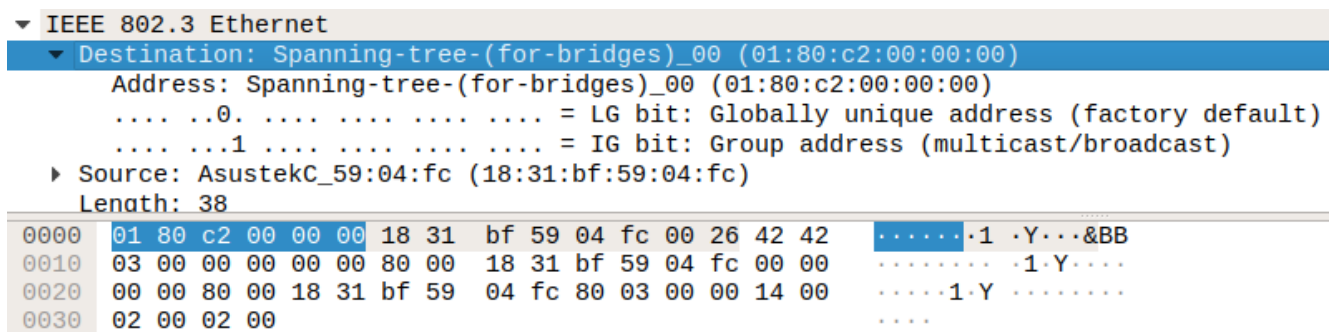 IEEE 802.3 Ethernet
Destination: Spanning-tree-(for-bridges)_00 (01:80:c2:00:00:00)
Address: Spanning-tree-(for-bridges)_00 (01:80:c2:00:00:00)
.... ..0. .... .... .... .... = LG bit: Globally unique address (factory default)
.... ...1 .... .... .... .... = IG bit: Group address (multicast/broadcast)
Source: AsustekC_59:04:fc (18:31:bf:59:04:fc)
Length: 38
0000 01 80 c2 00 00 00 18 31 bf 59 04 fc 00 26 42 42 ·······1 ·Y···&BB
0010 03 00 00 00 00 00 80 00 18 31 bf 59 04 fc 00 00 ········ ·1·Y····
0020 00 00 80 00 18 31 bf 59 04 fc 80 03 00 00 14 00 ·····1·Y ········
0030 02 00 02 00 ····